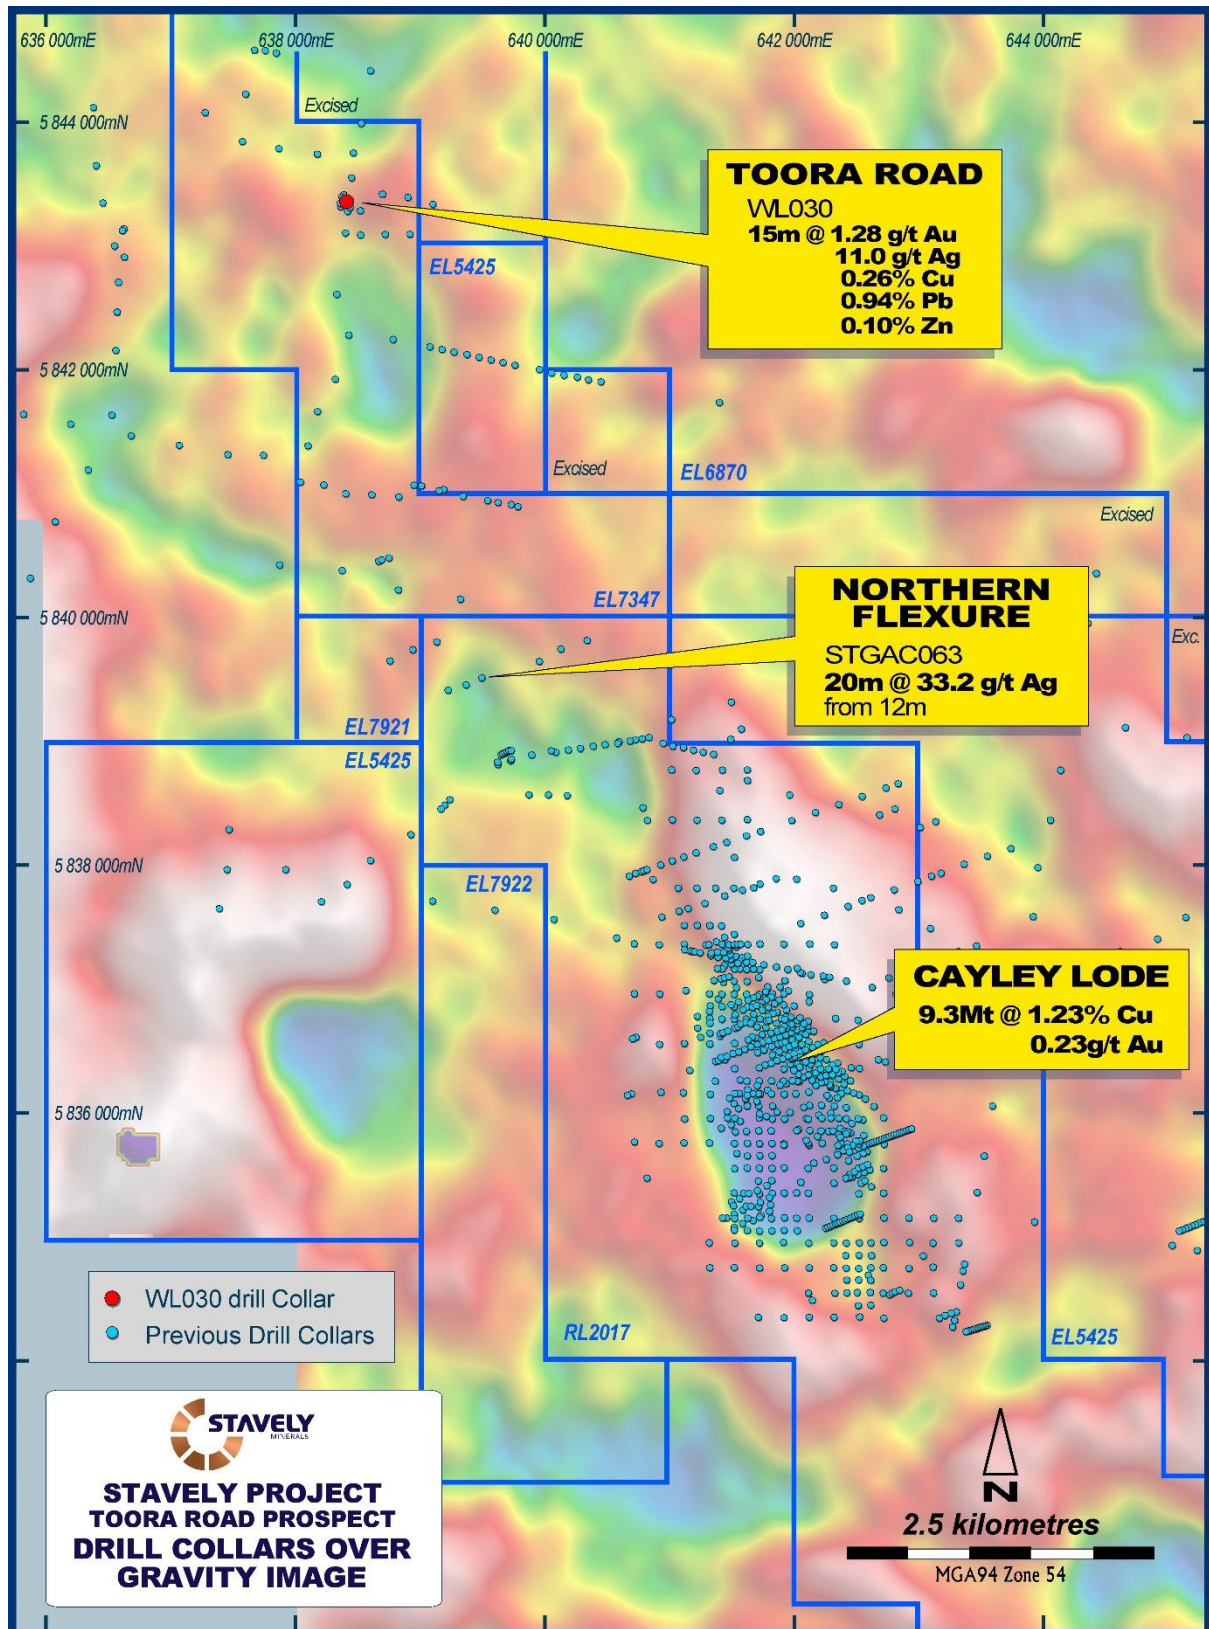 636 000mE
638 000mE
640 000mE
642 000mE
644 000mE
Excised
5 844 000mN
TOORA ROAD
WL030
15m @ 1.28 g/t Au
11.0 g/t Ag
0.26% Cu
0.94% Pb
0.10% Zn
EL5425
5 842 000mN
Excised
EL6870
Excised
NORTHERN
FLEXURE
STGAC063
20m @ 33.2 g/t Ag
from 12m
EL7347
5 840 000mN
Exc.
EL7921
EL5425
5 838 000mN
EL7922
CAYLEY LODE
9.3Mt @ 1.23% Cu
0.23g/t Au
5 836 000mN
WL030 drill Collar
Previous Drill Collars
RL2017
EL5425
STAVELY
MINERALS
STAVELY PROJECT
TOORA ROAD PROSPECT
DRILL COLLARS OVER
GRAVITY IMAGE
N
2.5 kilometres
MGA94 Zone 54